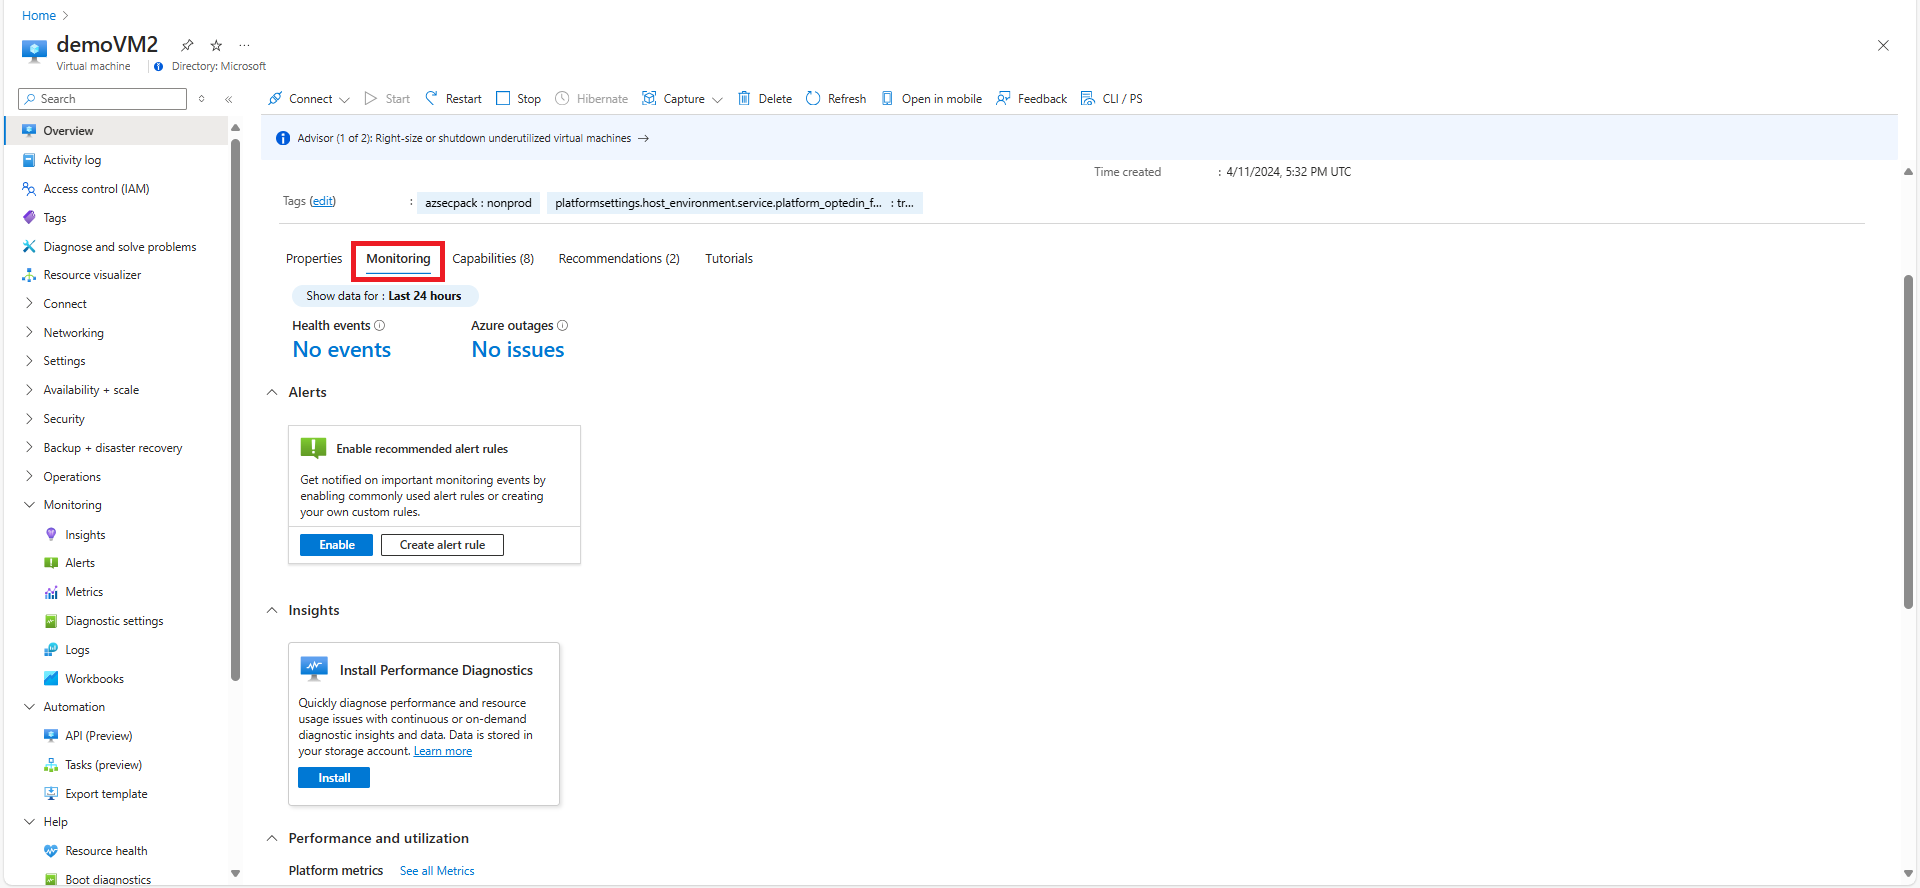 Home
demoVM2
Virtual machine
Directory: Microsoft
Search
Connect
Start
Restart
Stop
Hibernate
Capture
Delete
Refresh
Open in mobile
Feedback
CLI / PS
Overview
Activity log
Access control (IAM)
Tags
Diagnose and solve problems
Resource visualizer
Connect
Networking
Settings
Availability + scale
Security
Backup + disaster recovery
Operations
Monitoring
Insights
Alerts
Metrics
Diagnostic settings
Logs
Workbooks
Automation
API (Preview)
Tasks (preview)
Export template
Help
Resource health
Boot diagnostics
Advisor (1 of 2): Right-size or shutdown underutilized virtual machines →
Time created : 4/11/2024, 5:32 PM UTC
Tags (edit) : azsecpack : nonprod platformsettings.host_environment.service.platform_optedin_f... : tr...
Properties
Monitoring
Capabilities (8)
Recommendations (2)
Tutorials
Show data for : Last 24 hours
Health events
No events
Azure outages
No issues
Alerts
Enable recommended alert rules
Get notified on important monitoring events by
enabling commonly used alert rules or creating
your own custom rules.
Enable
Create alert rule
Insights
Install Performance Diagnostics
Quickly diagnose performance and resource
usage issues with continuous or on-demand
diagnostic insights and data. Data is stored in
your storage account. Learn more
Install
Performance and utilization
Platform metrics
See all Metrics